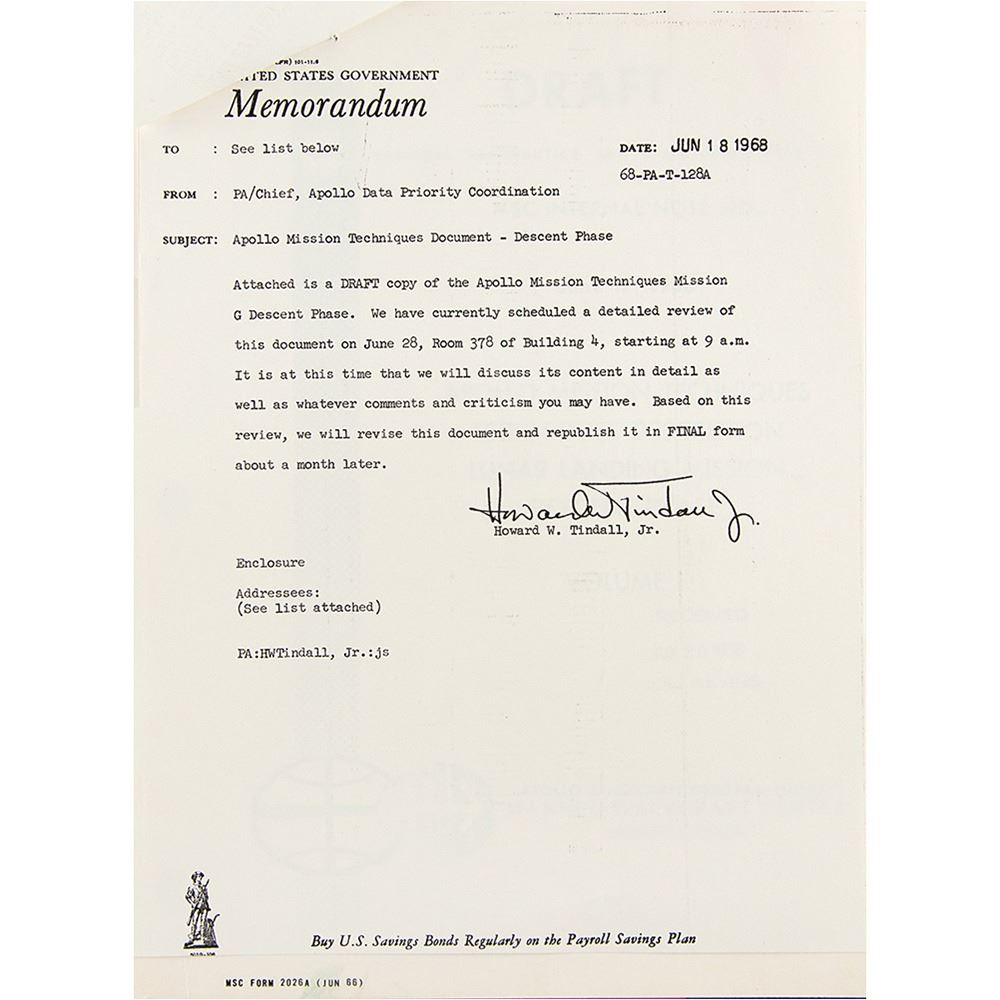 UNITED STATES GOVERNMENT
Memorandum
TO : See list below
DATE: JUN 18 1968
68-PA-T-128A
FROM : PA/Chief, Apollo Data Priority Coordination
SUBJECT: Apollo Mission Techniques Document - Descent Phase
Attached is a DRAFT copy of the Apollo Mission Techniques Mission
G Descent Phase. We have currently scheduled a detailed review of
this document on June 28, Room 378 of Building 4, starting at 9 a.m.
It is at this time that we will discuss its content in detail as
well as whatever comments and criticism you may have. Based on this
review, we will revise this document and republish it in FINAL form
about a month later.
Howard W. Tindall Jr.
Howard W. Tindall, Jr.
Enclosure
Addressees:
(See list attached)
PA:HWTindall, Jr.:js
Buy U.S. Savings Bonds Regularly on the Payroll Savings Plan
MSC FORM 2026A (JUN 66)